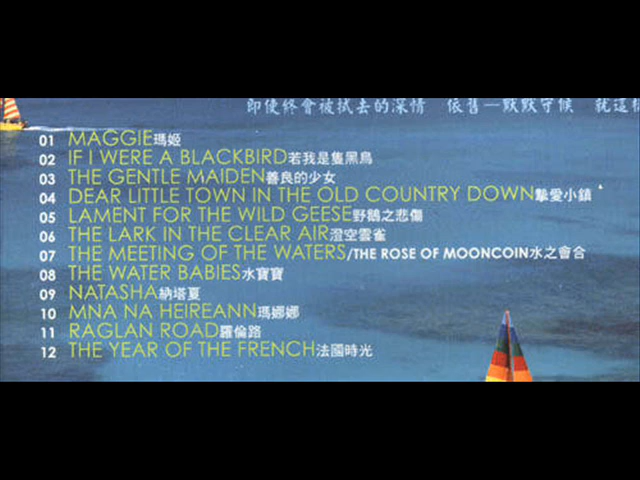 即使終會被拭去的深情 依舊一默默守候 就這樣
01 MAGGIE瑪姬
02 IF I WERE A BLACKBIRD若我是隻黑鳥
03 THE GENTLE MAIDEN善良的少女
04 DEAR LITTLE TOWN IN THE OLD COUNTRY DOWN摯愛小鎮
05 LAMENT FOR THE WILD GEESE野鵝之悲傷
06 THE LARK IN THE CLEAR AIR澄空雲雀
07 THE MEETING OF THE WATERS/THE ROSE OF MOONCOIN水之會合
08 THE WATER BABIES水寶寶
09 NATASHA納塔夏
10 MNA NA HEIREANN瑪娜娜
11 RAGLAN ROAD羅倫路
12 THE YEAR OF THE FRENCH法國時光